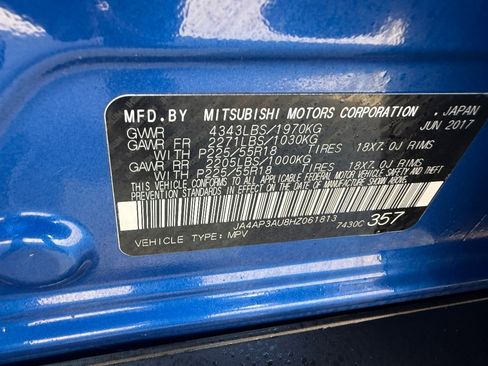 MFD.BY MITSUBISHI MOTORS CORPORATION, JAPAN
JUN 2017
GVWR 4343LBS/1970KG
GAWR FR 2271LBS/1030KG
WITH P225/55R18 TIRES 18X7.0J RIMS
GAWR RR 2205LBS/1000KG
WITH P225/55R18 TIRES 18X7.0J RIMS
THIS VEHICLE CONFORMS TO ALL APPLICABLE FEDERAL MOTOR VEHICLE SAFETY, BUMPER, AND THEFT
PREVENTION STANDARDS IN EFFECT ON THE DATE OF MANUFACTURE SHOWN ABOVE.
JA4AP3AU8HZ061813
7430C 357
VEHICLE TYPE: MPV